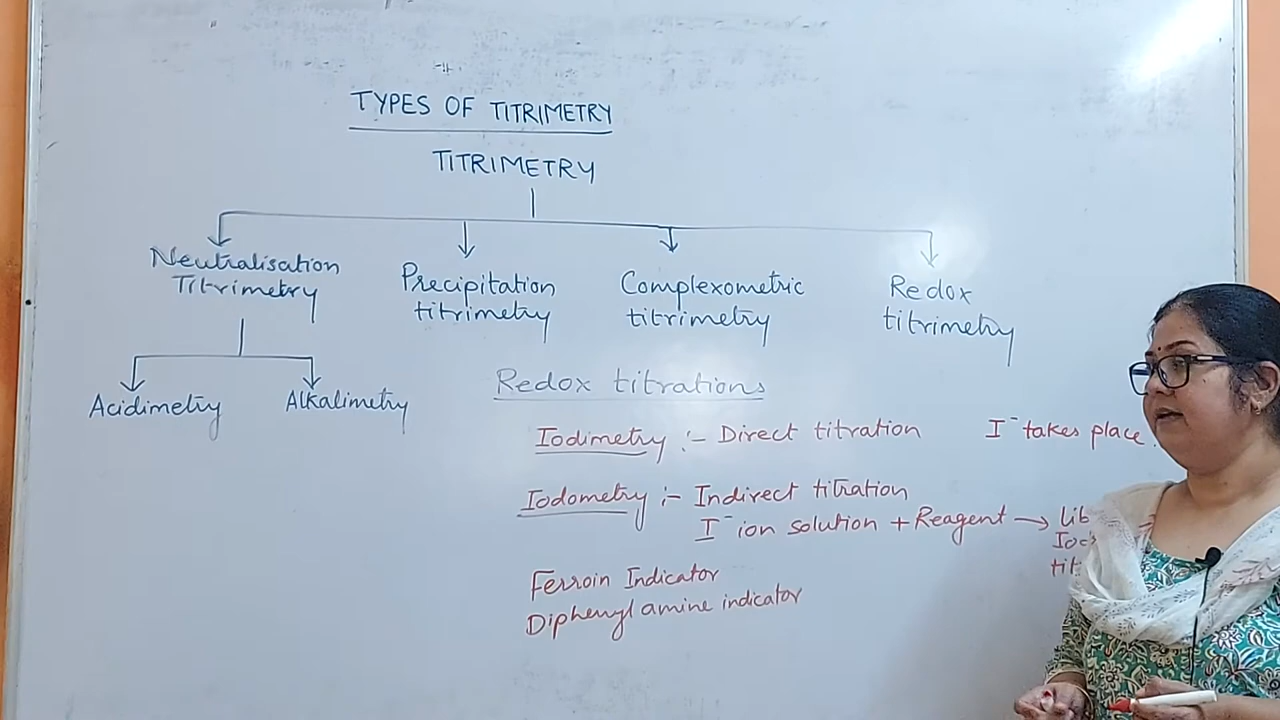 TYPES OF TITRIMETRY
TITRIMETRY
Neutralisation
Titrimetry
Precipitation
titrimetry
Complexometric
titrimetry
Redox
titrimetry
Acidimetry
Alkalimetry
Redox titrations
Iodimetry :- Direct titration I⁻ takes place.
Iodometry :- Indirect titration
I⁻ ion solution + Reagent → 
Ferroin Indicator
Diphenyl amine indicator